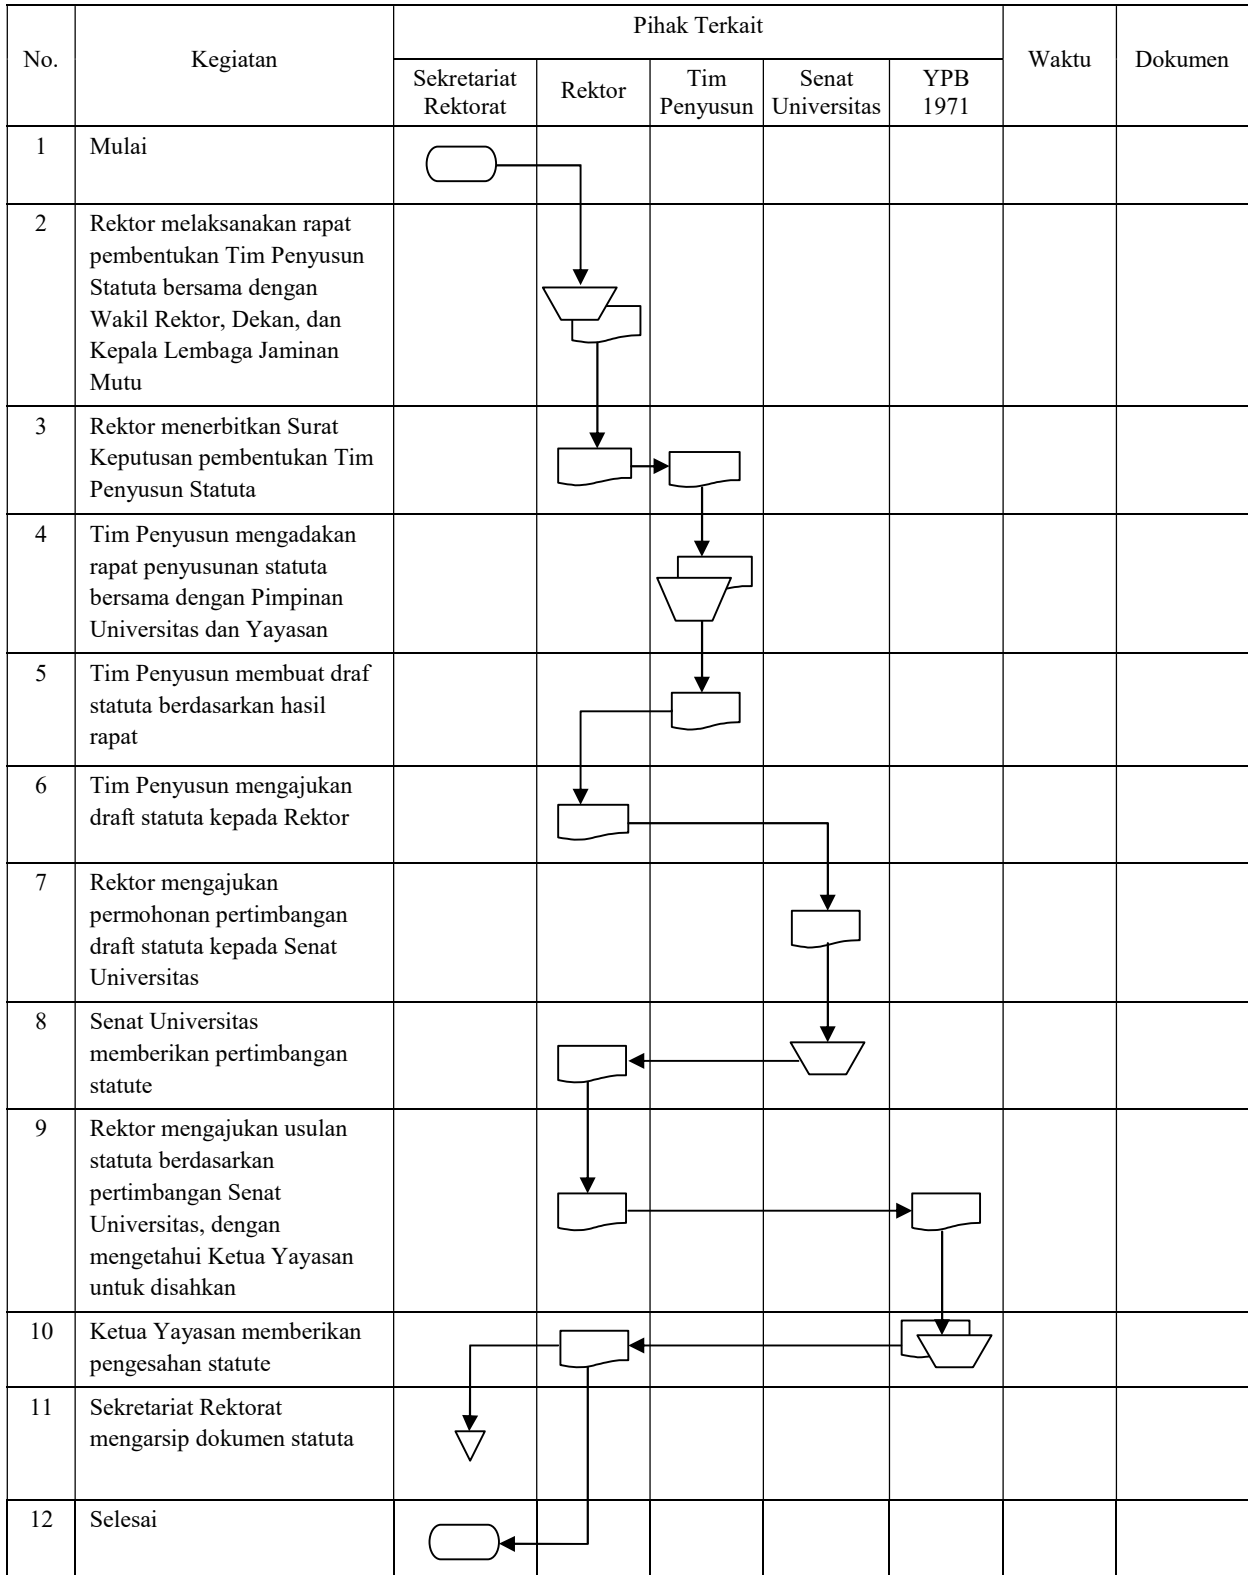 No.
Kegiatan
Pihak Terkait
Waktu
Dokumen
Sekretariat
Rektorat
Rektor
Tim
Penyusun
Senat
Universitas
YPB
1971
1
Mulai
2
Rektor melaksanakan rapat
pembentukan Tim Penyusun
Statuta bersama dengan
Wakil Rektor, Dekan, dan
Kepala Lembaga Jaminan
Mutu
3
Rektor menerbitkan Surat
Keputusan pembentukan Tim
Penyusun Statuta
4
Tim Penyusun mengadakan
rapat penyusunan statuta
bersama dengan Pimpinan
Universitas dan Yayasan
5
Tim Penyusun membuat draf
statuta berdasarkan hasil
rapat
6
Tim Penyusun mengajukan
draft statuta kepada Rektor
7
Rektor mengajukan
permohonan pertimbangan
draft statuta kepada Senat
Universitas
8
Senat Universitas
memberikan pertimbangan
statute
9
Rektor mengajukan usulan
statuta berdasarkan
pertimbangan Senat
Universitas, dengan
mengetahui Ketua Yayasan
untuk disahkan
10
Ketua Yayasan memberikan
pengesahan statute
11
Sekretariat Rektorat
mengarsip dokumen statuta
12
Selesai